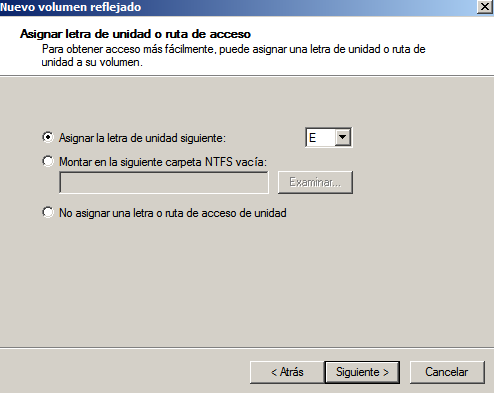 Nuevo volumen reflejado
Asignar letra de unidad o ruta de acceso
Para obtener acceso más fácilmente, puede asignar una letra de unidad o ruta de
unidad a su volumen.
Asignar la letra de unidad siguiente: E
Montar en la siguiente carpeta NTFS vacía:
Examinar...
No asignar una letra o ruta de acceso de unidad
< Atrás Siguiente > Cancelar